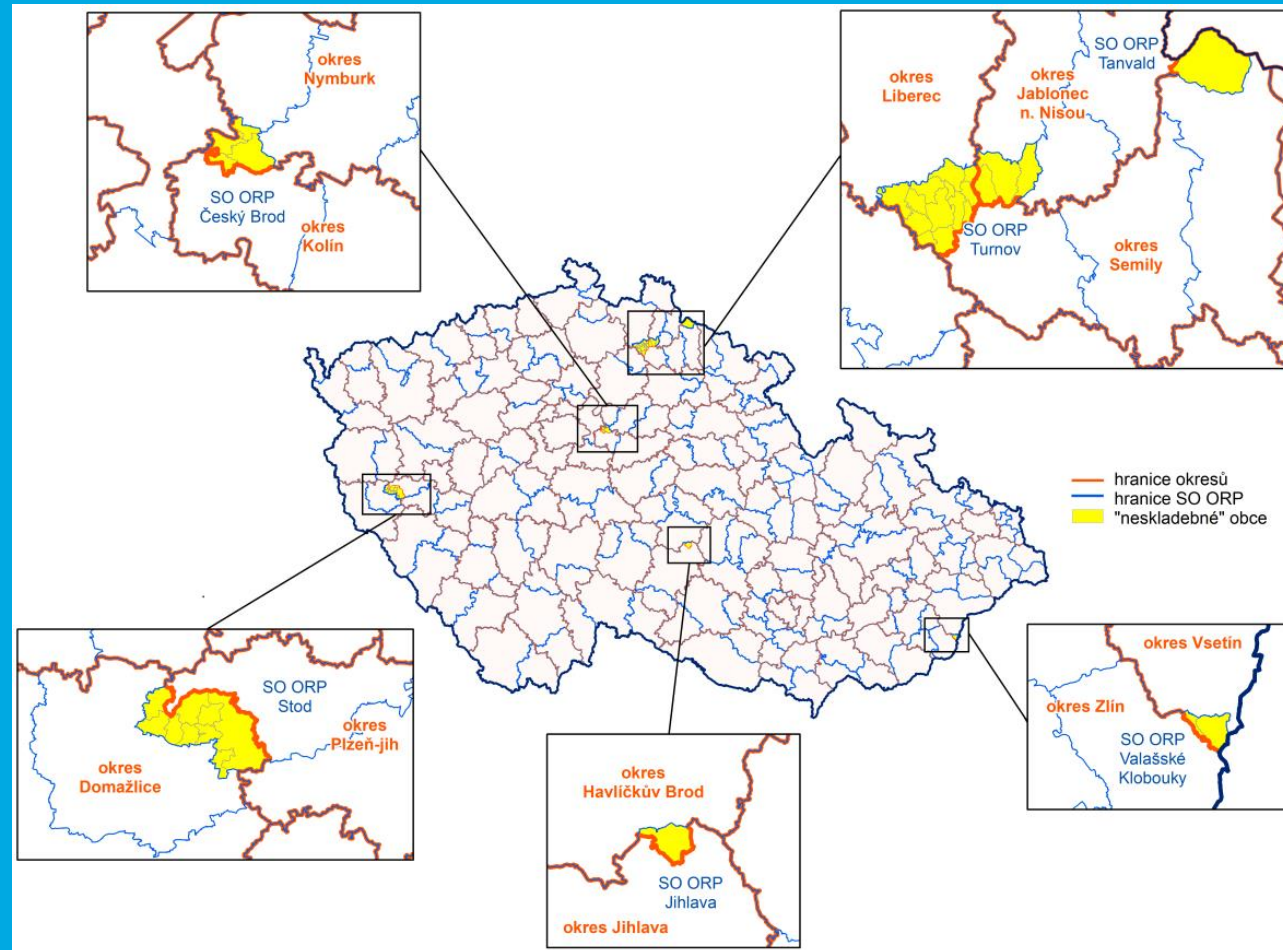 okres
Nymburk
SO ORP
Český Brod
okres
Kolín
SO ORP
Tanvald
okres
Liberec
okres
Jablonec
n. Nisou
SO ORP
Turnov
okres
Semily
hranice okresů
hranice SO ORP
"neskladebné" obce
SO ORP
Stod
okres
Plzeň-jih
okres
Domažlice
okres
Havlíčkův Brod
SO ORP
Jihlava
okres Jihlava
okres Vsetín
okres Zlín
SO ORP
Valašské
Klobouky